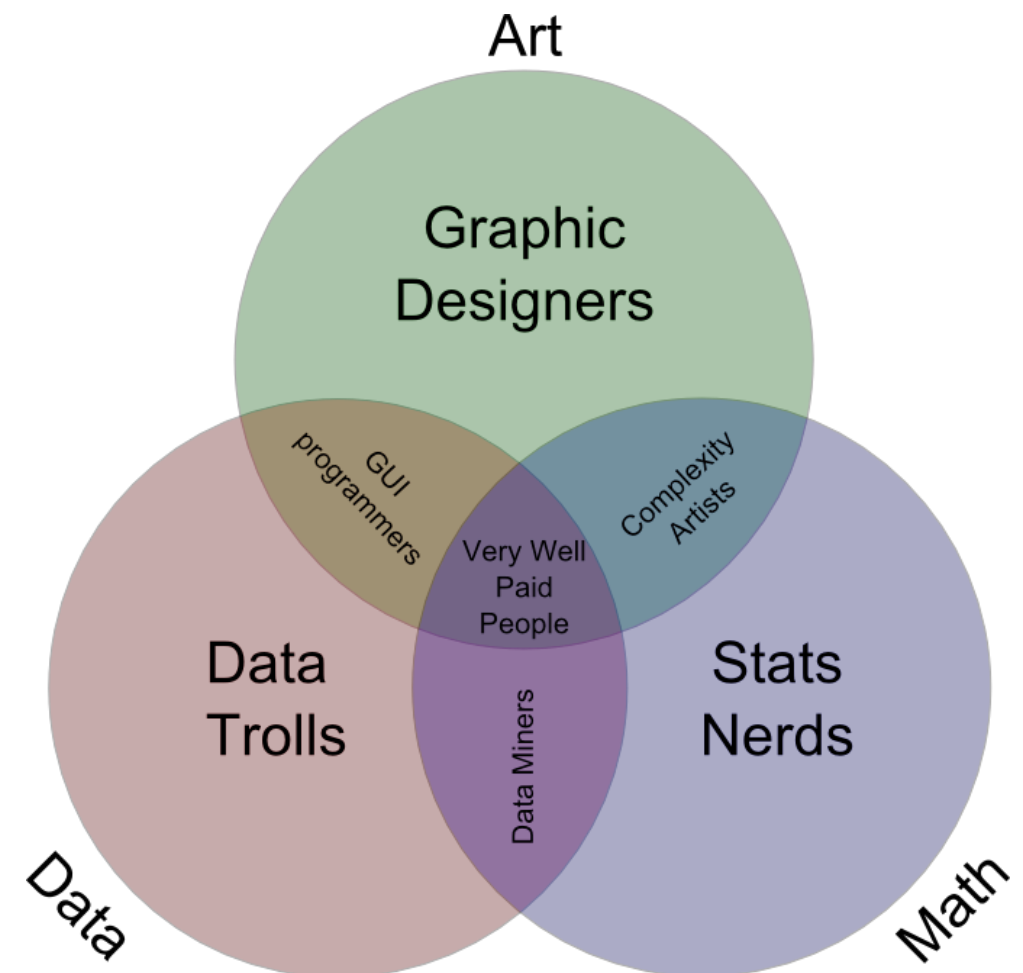 Art
Graphic
Designers
GUI
programmers
Complexity
Artists
Very Well
Paid
People
Data
Trolls
Stats
Nerds
Data Miners
Data
Math